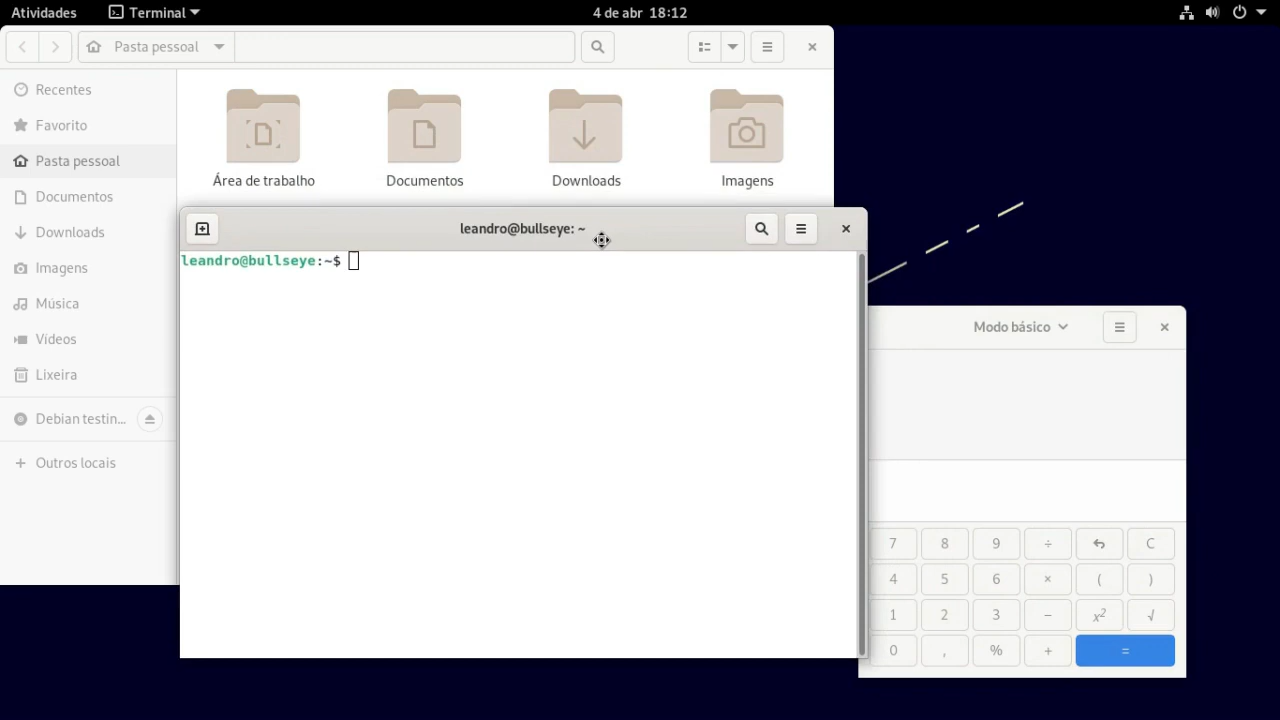 Atividades
Terminal
4 de abr 18:12
Pasta pessoal
Recentes
Favorito
Pasta pessoal
Documentos
Downloads
Imagens
Música
Vídeos
Lixeira
Debian testin...
Outros locais
Área de trabalho
Documentos
Downloads
Imagens
leandro@bullseye: ~
leandro@bullseye:~$
Modo básico
7 8 9 ÷ C
4 5 6 × ( )
1 2 3 − x² √
0 , % + =